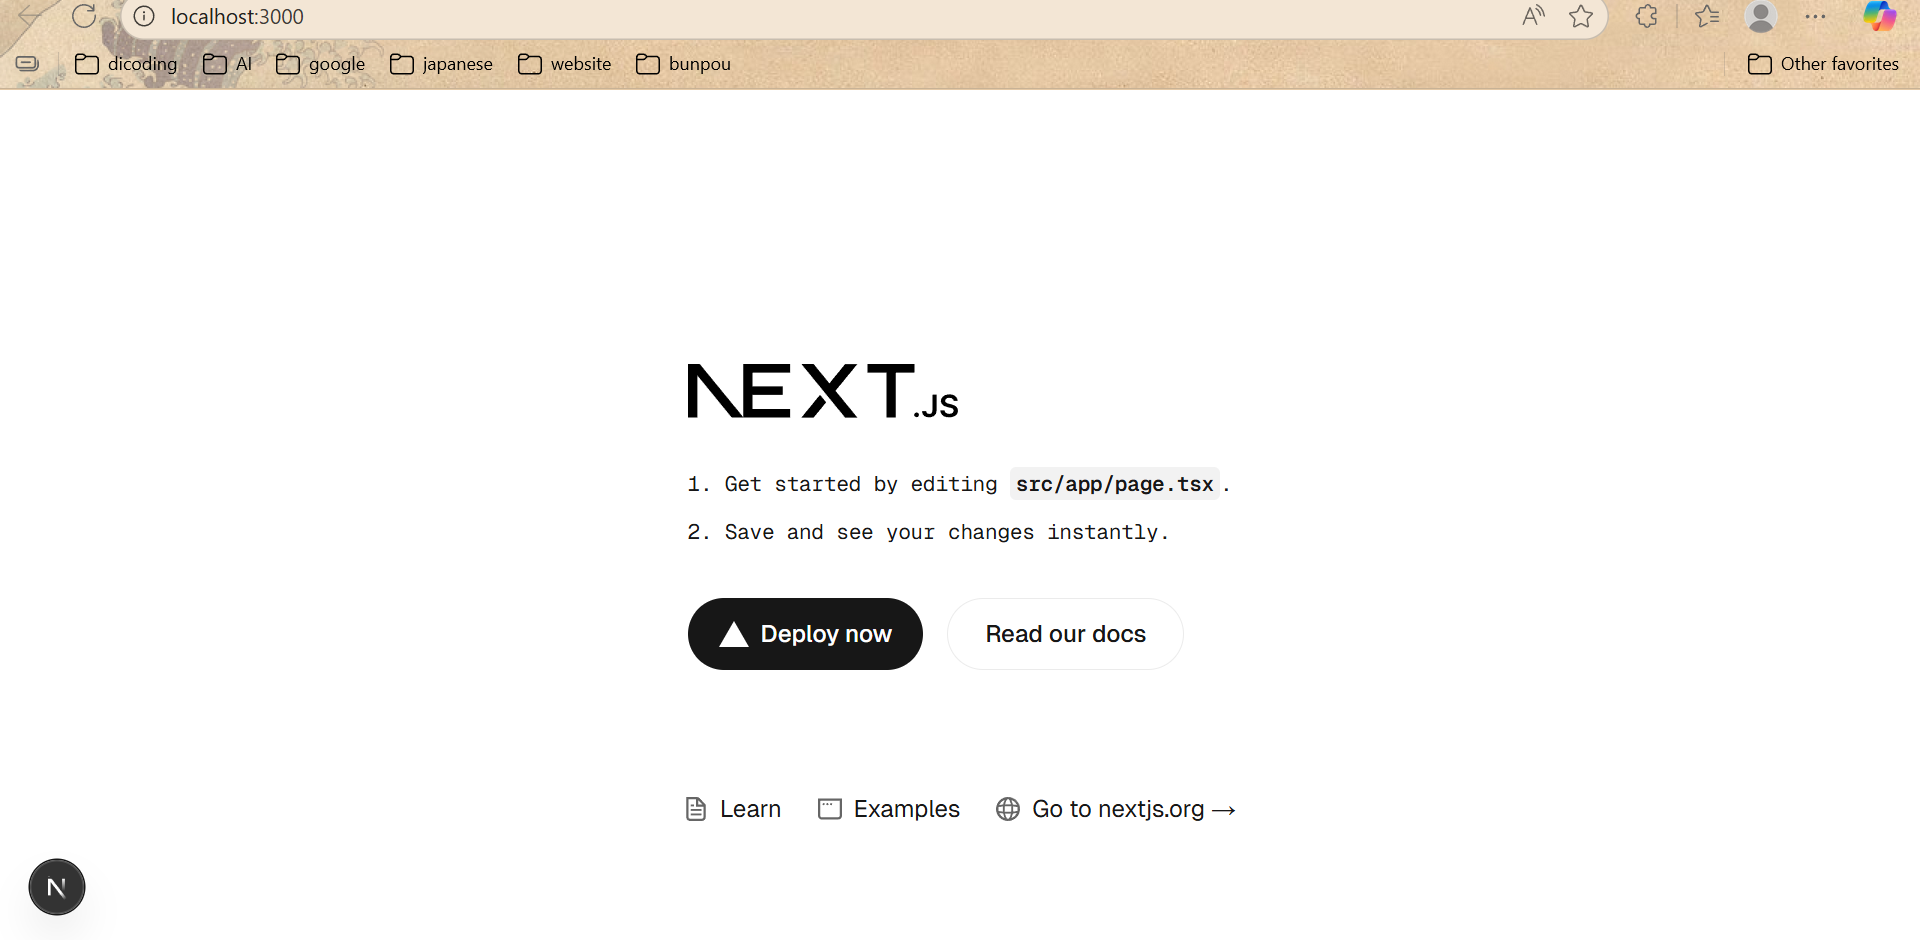 localhost:3000
dicoding AI google japanese website bunpou Other favorites
NEXT.JS
1. Get started by editing src/app/page.tsx.
2. Save and see your changes instantly.
Deploy now Read our docs
Learn Examples Go to nextjs.org →
N